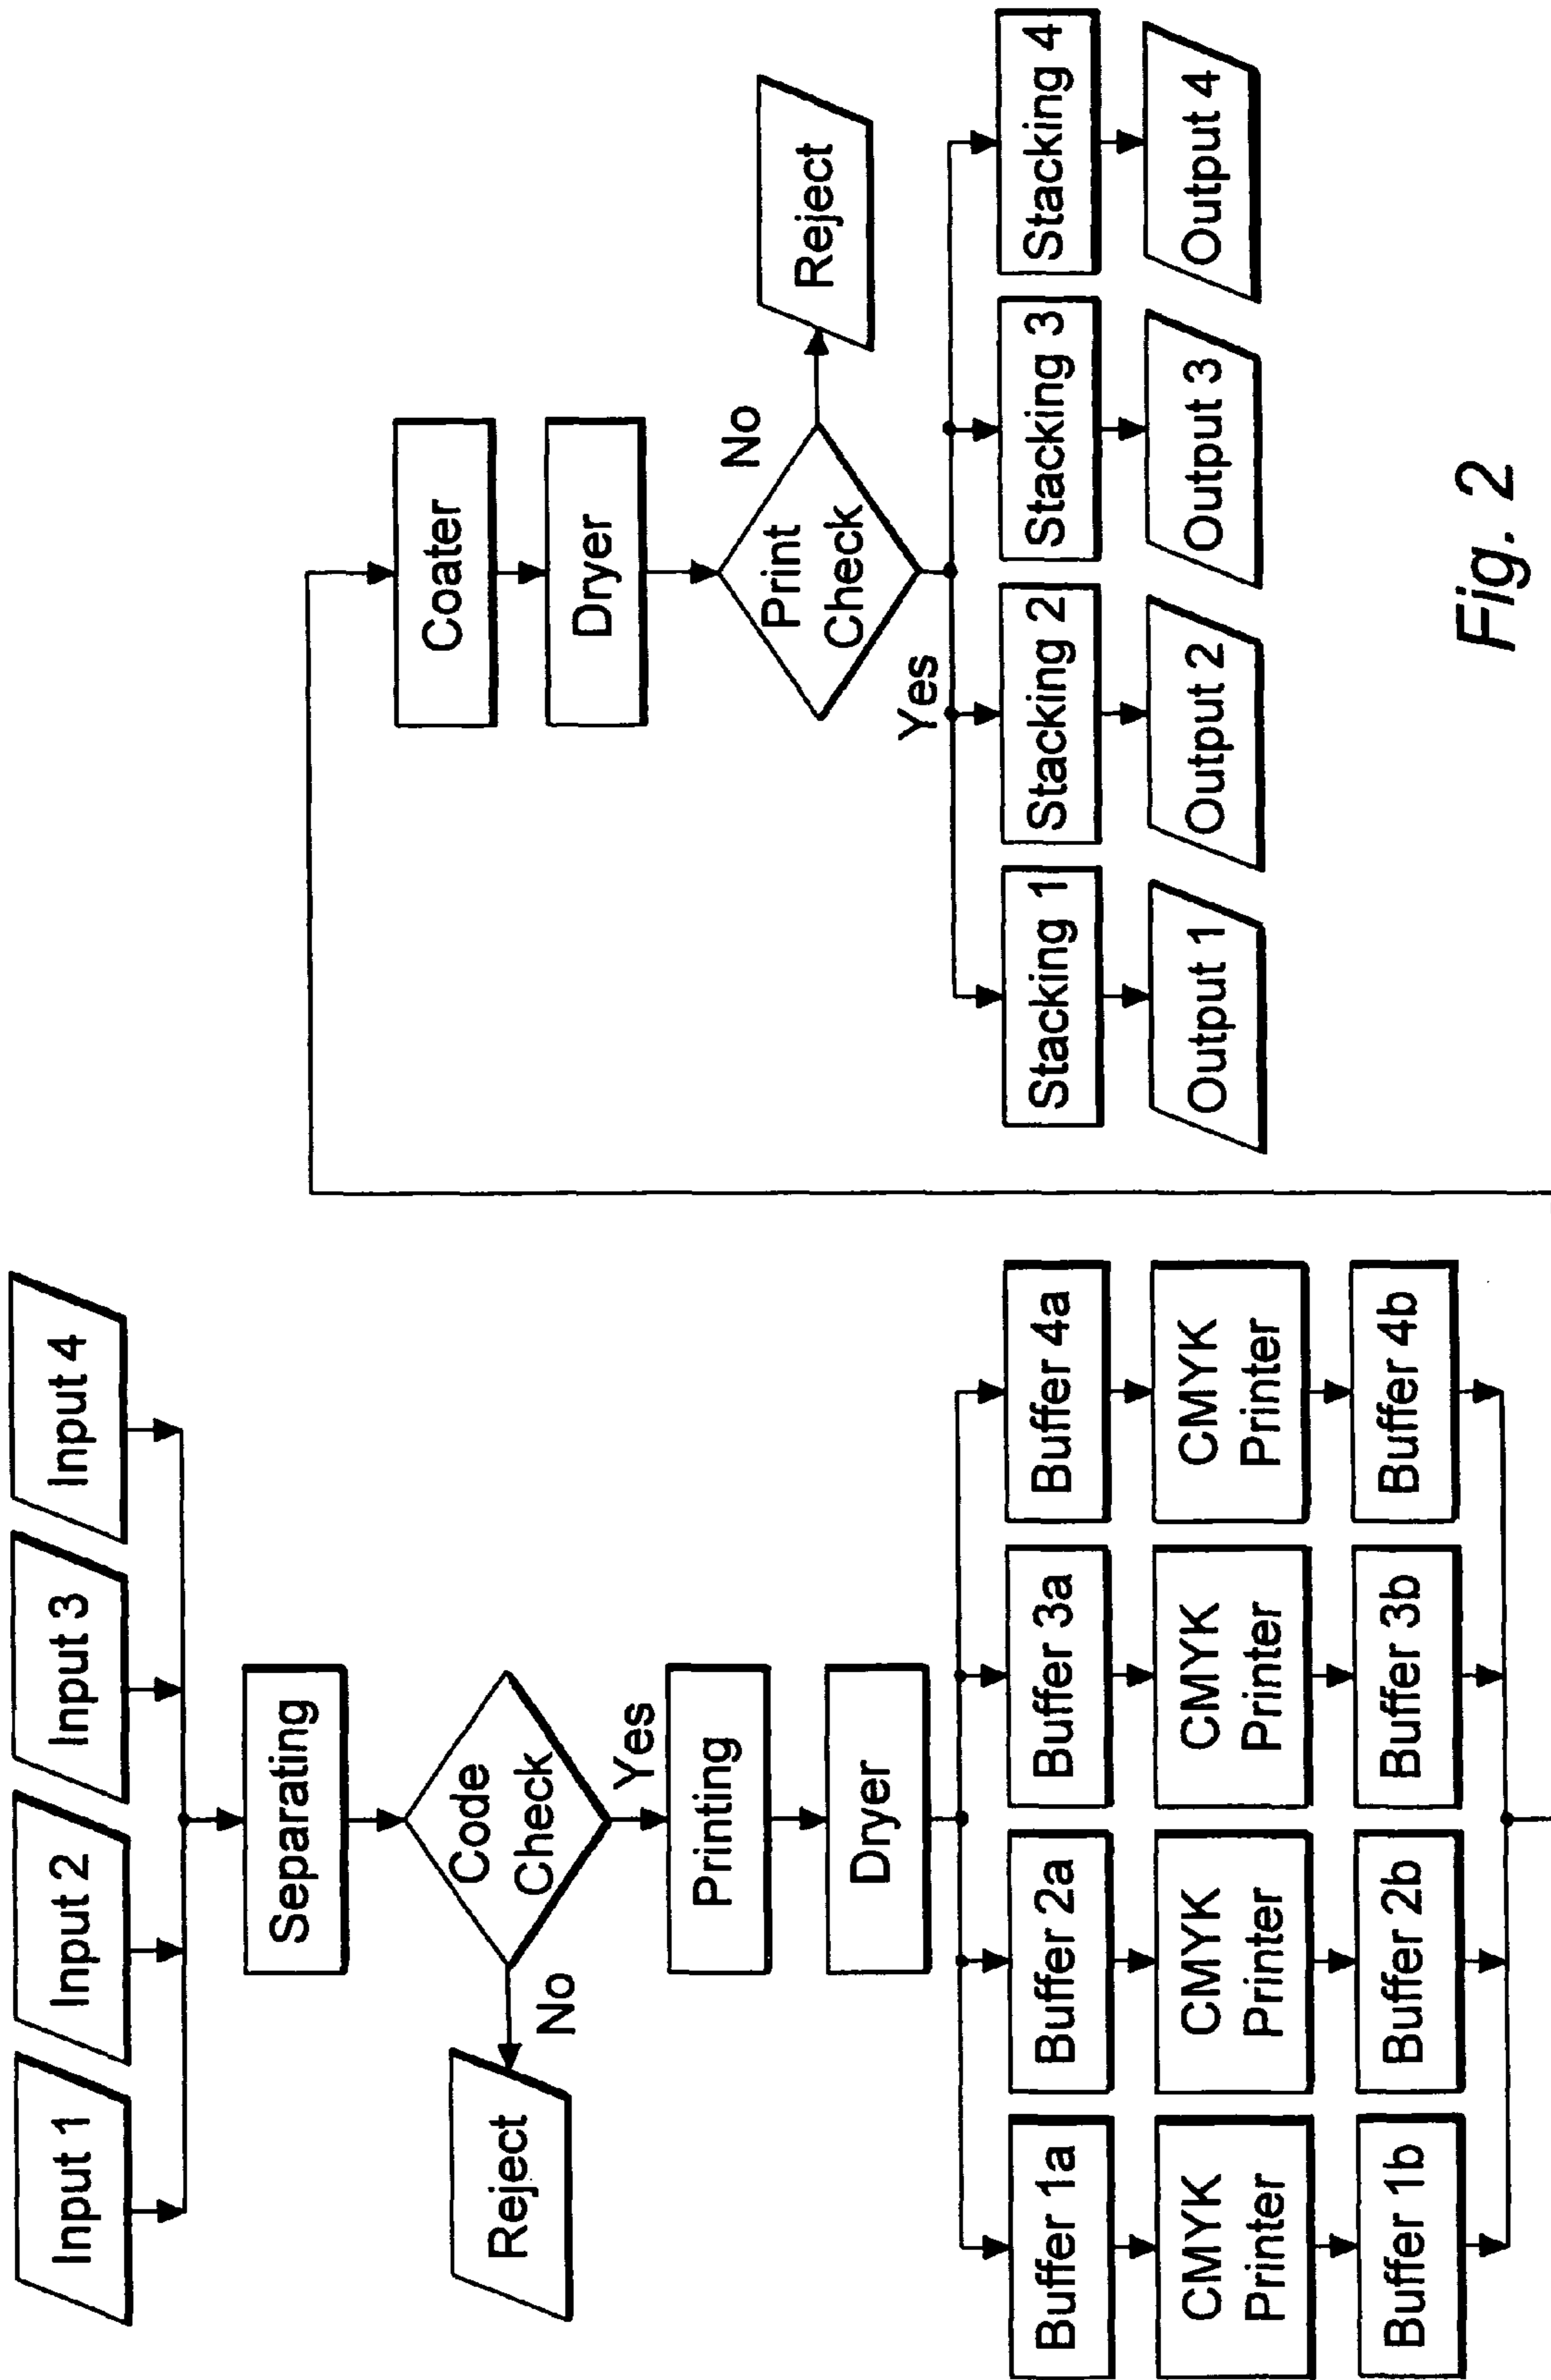 Input 1
Input 2
Input 3
Input 4
Separating
Code
Check
No
Reject
Yes
Printing
Dryer
Buffer 1a
Buffer 2a
Buffer 3a
Buffer 4a
CMYK
Printer
CMYK
Printer
CMYK
Printer
CMYK
Printer
Buffer 1b
Buffer 2b
Buffer 3b
Buffer 4b
Coater
Dryer
Print
Check
No
Reject
Yes
Stacking 1
Stacking 2
Stacking 3
Stacking 4
Output 1
Output 2
Output 3
Output 4
Fig. 2